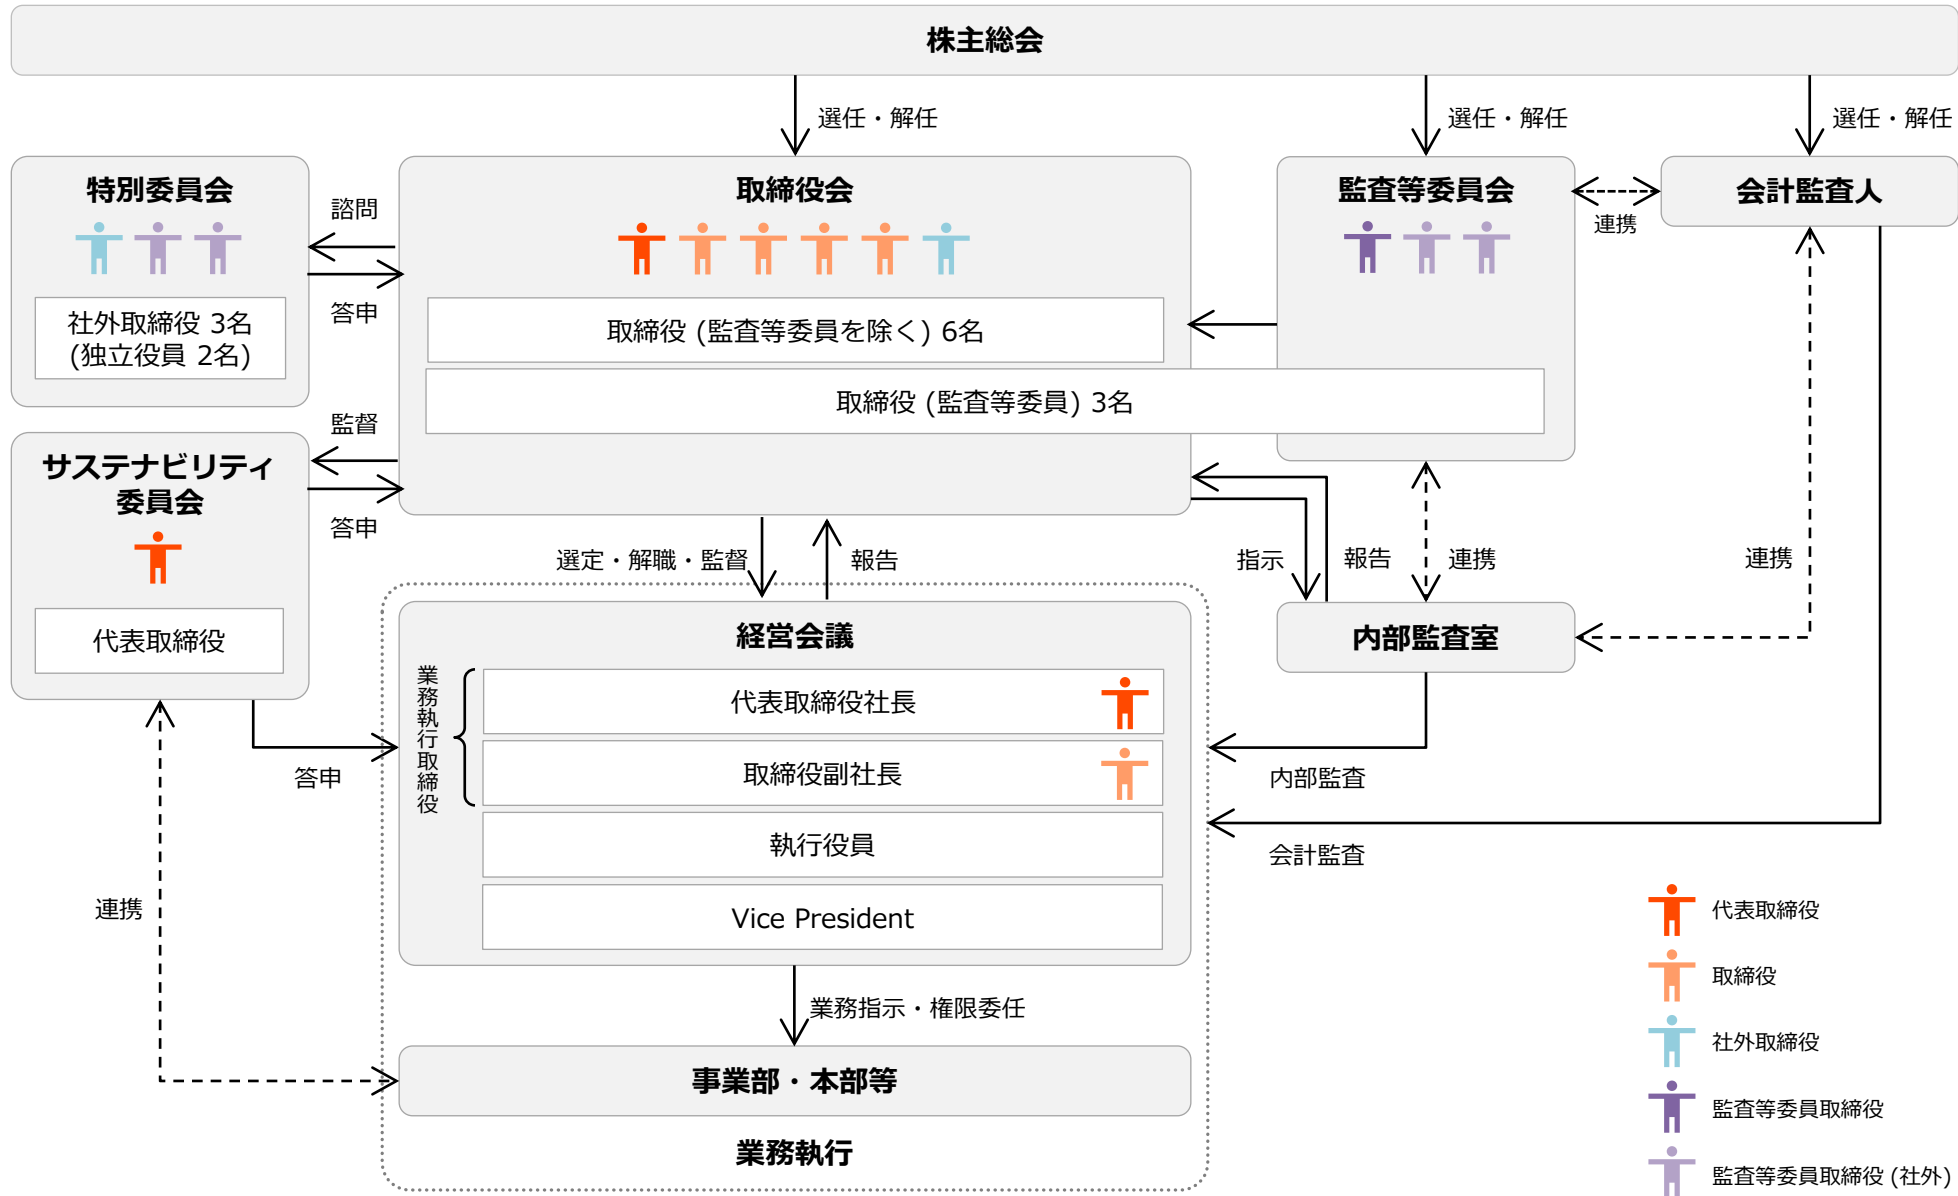 株主総会
選任・解任
選任・解任
選任・解任
特別委員会
社外取締役 3名
(独立役員 2名)
諮問
答申
取締役会
取締役 (監査等委員を除く) 6名
取締役 (監査等委員) 3名
監査等委員会
連携
会計監査人
サステナビリティ
委員会
代表取締役
監督
答申
選定・解職・監督
報告
指示
報告
連携
連携
内部監査室
経営会議
業務執行取締役
代表取締役社長
取締役副社長
執行役員
Vice President
答申
内部監査
会計監査
連携
業務指示・権限委任
事業部・本部等
業務執行
代表取締役
取締役
社外取締役
監査等委員取締役
監査等委員取締役 (社外)